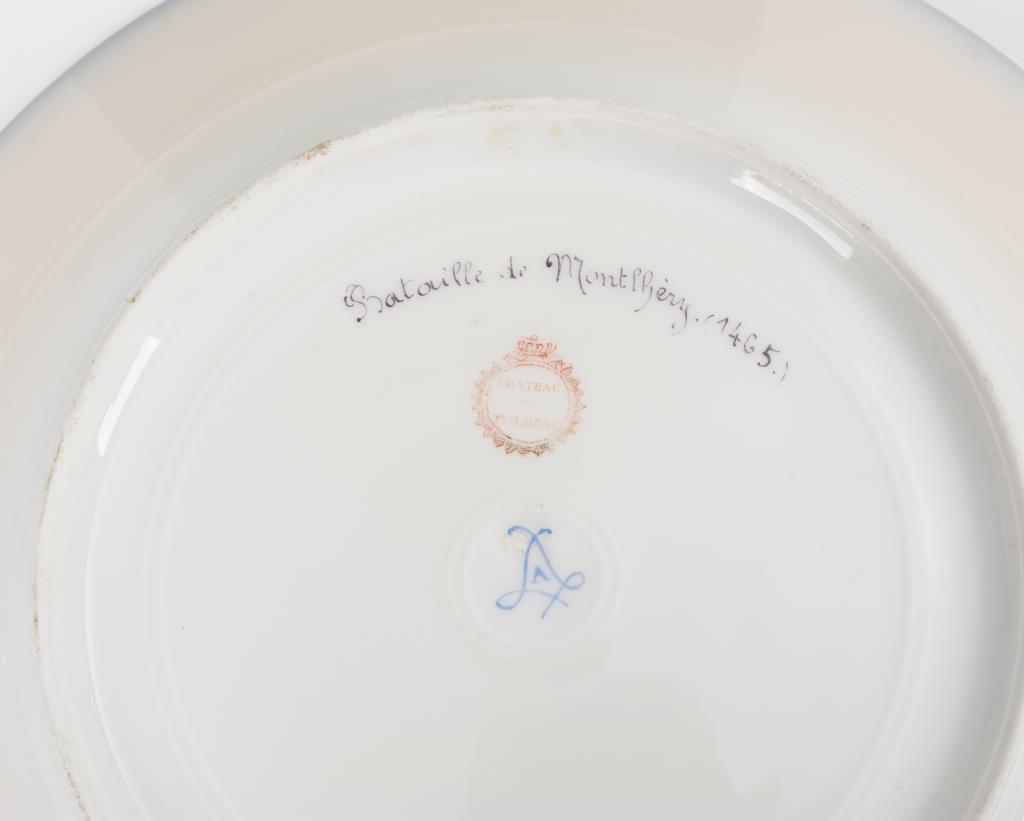 Bataille de Montlhéry. (1465.)
CHATEAU
DES
TUILERIES
A